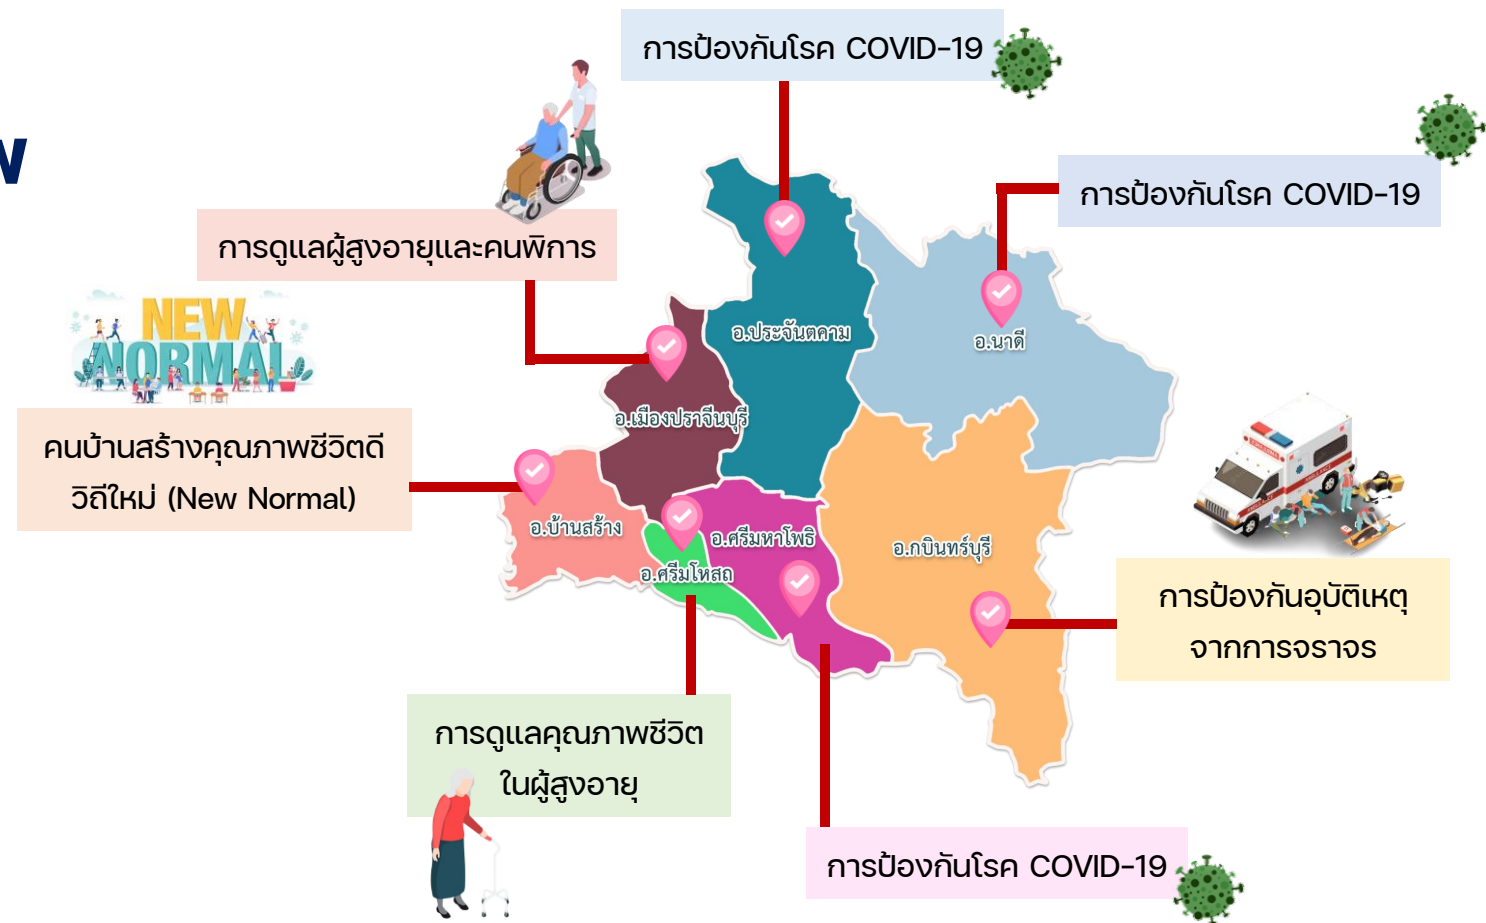 การป้องกันโรค COVID-19
การป้องกันโรค COVID-19
การดูแลผู้สูงอายุและคนพิการ
NEW
NORMAL
อ.ประจันตคาม
อ.นาดี
อ.เมืองปราจีนบุรี
คนบ้านสร้างคุณภาพชีวิตดี
วิถีใหม่ (New Normal)
อ.บ้านสร้าง
อ.ศรีมหาโพธิ
อ.กบินทร์บุรี
อ.ศรีมโหสถ
การป้องกันอุบัติเหตุ
จากการจราจร
การดูแลคุณภาพชีวิต
ในผู้สูงอายุ
การป้องกันโรค COVID-19